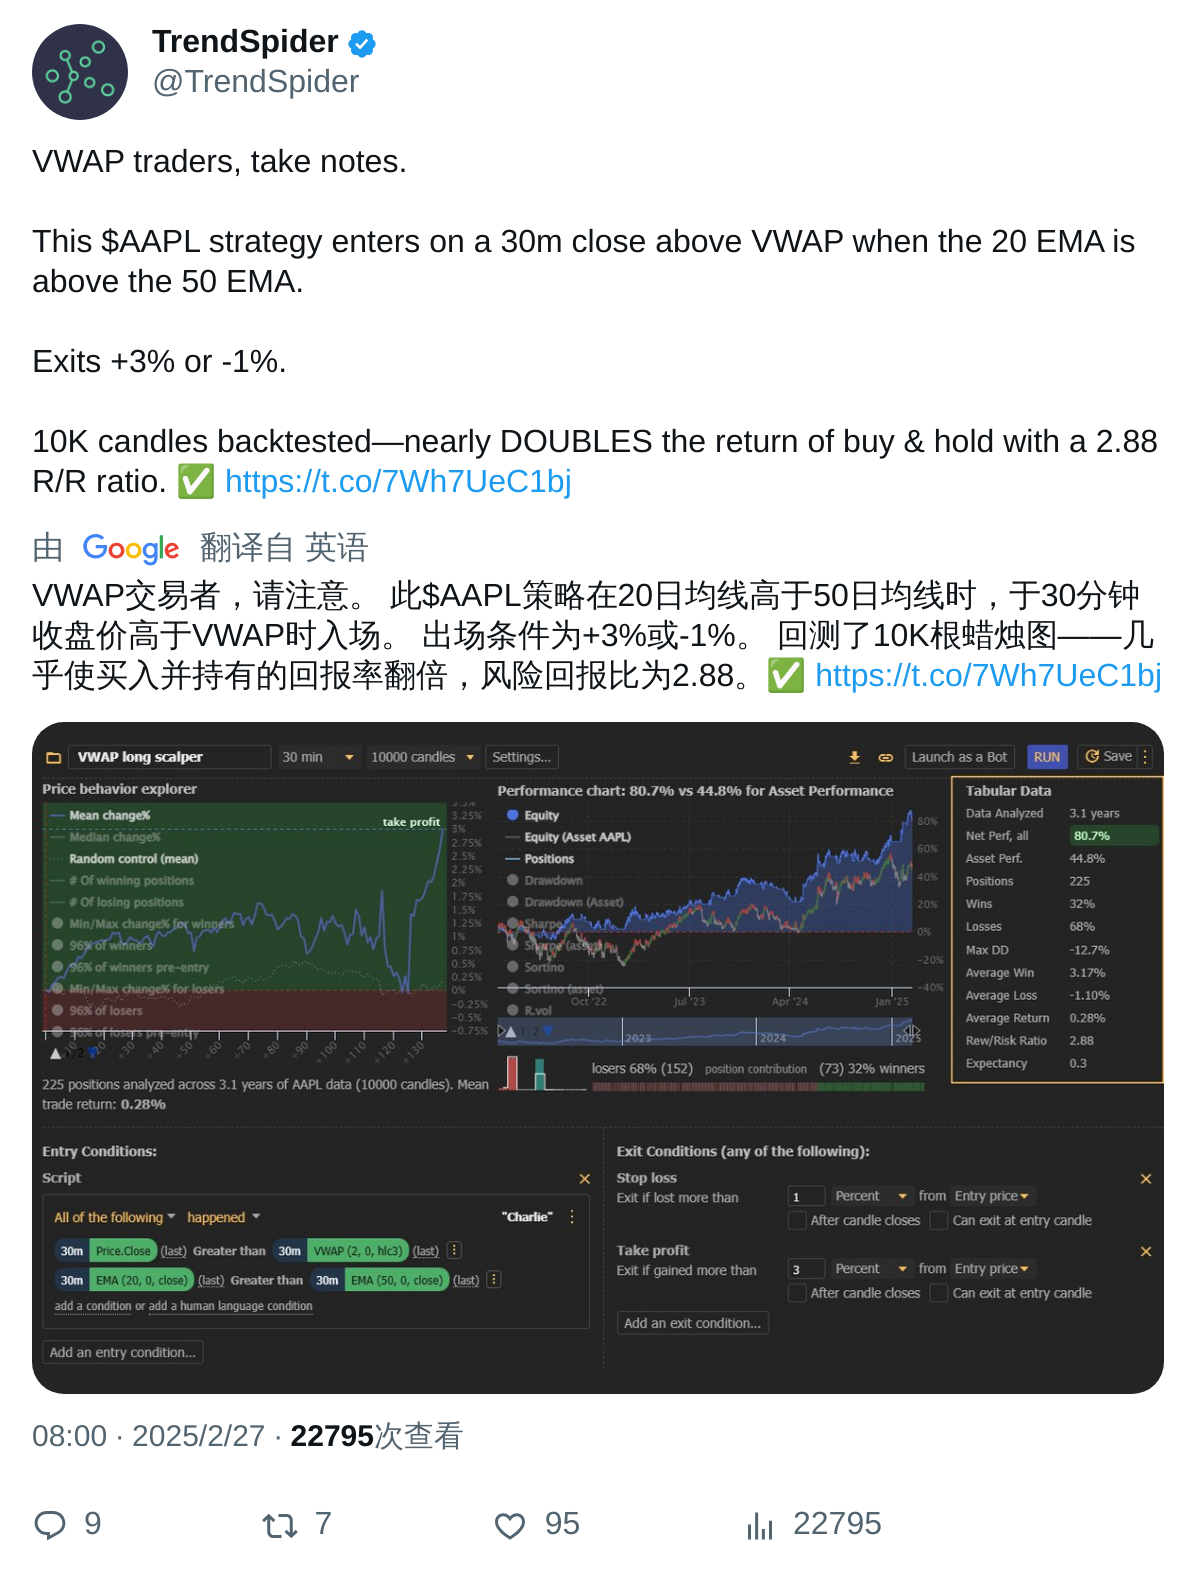 TrendSpider
@TrendSpider
VWAP traders, take notes.
This $AAPL strategy enters on a 30m close above VWAP when the 20 EMA is
above the 50 EMA.
Exits +3% or -1%.
10K candles backtested—nearly DOUBLES the return of buy & hold with a 2.88
R/R ratio. ✅ https://t.co/7Wh7UeC1bj
由 Google 翻译自 英语
VWAP交易者，请注意。 此$AAPL策略在20日均线高于50日均线时，于30分钟
收盘价高于VWAP时入场。 出场条件为+3%或-1%。 回测了10K根蜡烛图——几
乎使买入并持有的回报率翻倍，风险回报比为2.88。✅ https://t.co/7Wh7UeC1bj
VWAP long scalper 30 min 10000 candles Settings... Launch as a Bot RUN Save
Price behavior explorer
Mean change%
Median change%
Random control (mean)
# Of winning positions
# Of losing positions
Min/Max change% for winners
96% of winners
96% of winners pre-entry
Min/Max change% for losers
96% of losers
96% of losers pre-entry
take profit
3.5%
3.25%
3%
2.75%
2.5%
2.25%
2%
1.75%
1.5%
1.25%
1%
0.75%
0.5%
0.25%
0%
-0.25%
-0.5%
-0.75%
+10 +20 +30 +40 +50 +60 +70 +80 +90 +100 +110 +120 +130
1/2
225 positions analyzed across 3.1 years of AAPL data (10000 candles). Mean
trade return: 0.28%
Performance chart: 80.7% vs 44.8% for Asset Performance
Equity
Equity (Asset AAPL)
Positions
Drawdown
Drawdown (Asset)
Sharpe
Sharpe (asset)
Sortino
Sortino (asset)
R.vol
80%
60%
40%
20%
0%
-20%
-40%
Oct '22 Jul '23 Apr '24 Jan '25
1/2
2023 2024 2025
losers 68% (152) position contribution (73) 32% winners
Tabular Data
Data Analyzed 3.1 years
Net Perf, all 80.7%
Asset Perf. 44.8%
Positions 225
Wins 32%
Losses 68%
Max DD -12.7%
Average Win 3.17%
Average Loss -1.10%
Average Return 0.28%
Rew/Risk Ratio 2.88
Expectancy 0.3
Entry Conditions:
Script
All of the following happened "Charlie"
30m Price.Close (last) Greater than 30m VWAP (2, 0, hlc3) (last)
30m EMA (20, 0, close) (last) Greater than 30m EMA (50, 0, close) (last)
add a condition or add a human language condition
Add an entry condition...
Exit Conditions (any of the following):
Stop loss
Exit if lost more than 1 Percent from Entry price
After candle closes Can exit at entry candle
Take profit
Exit if gained more than 3 Percent from Entry price
After candle closes Can exit at entry candle
Add an exit condition...
08:00 · 2025/2/27 · 22795次查看
9 7 95 22795